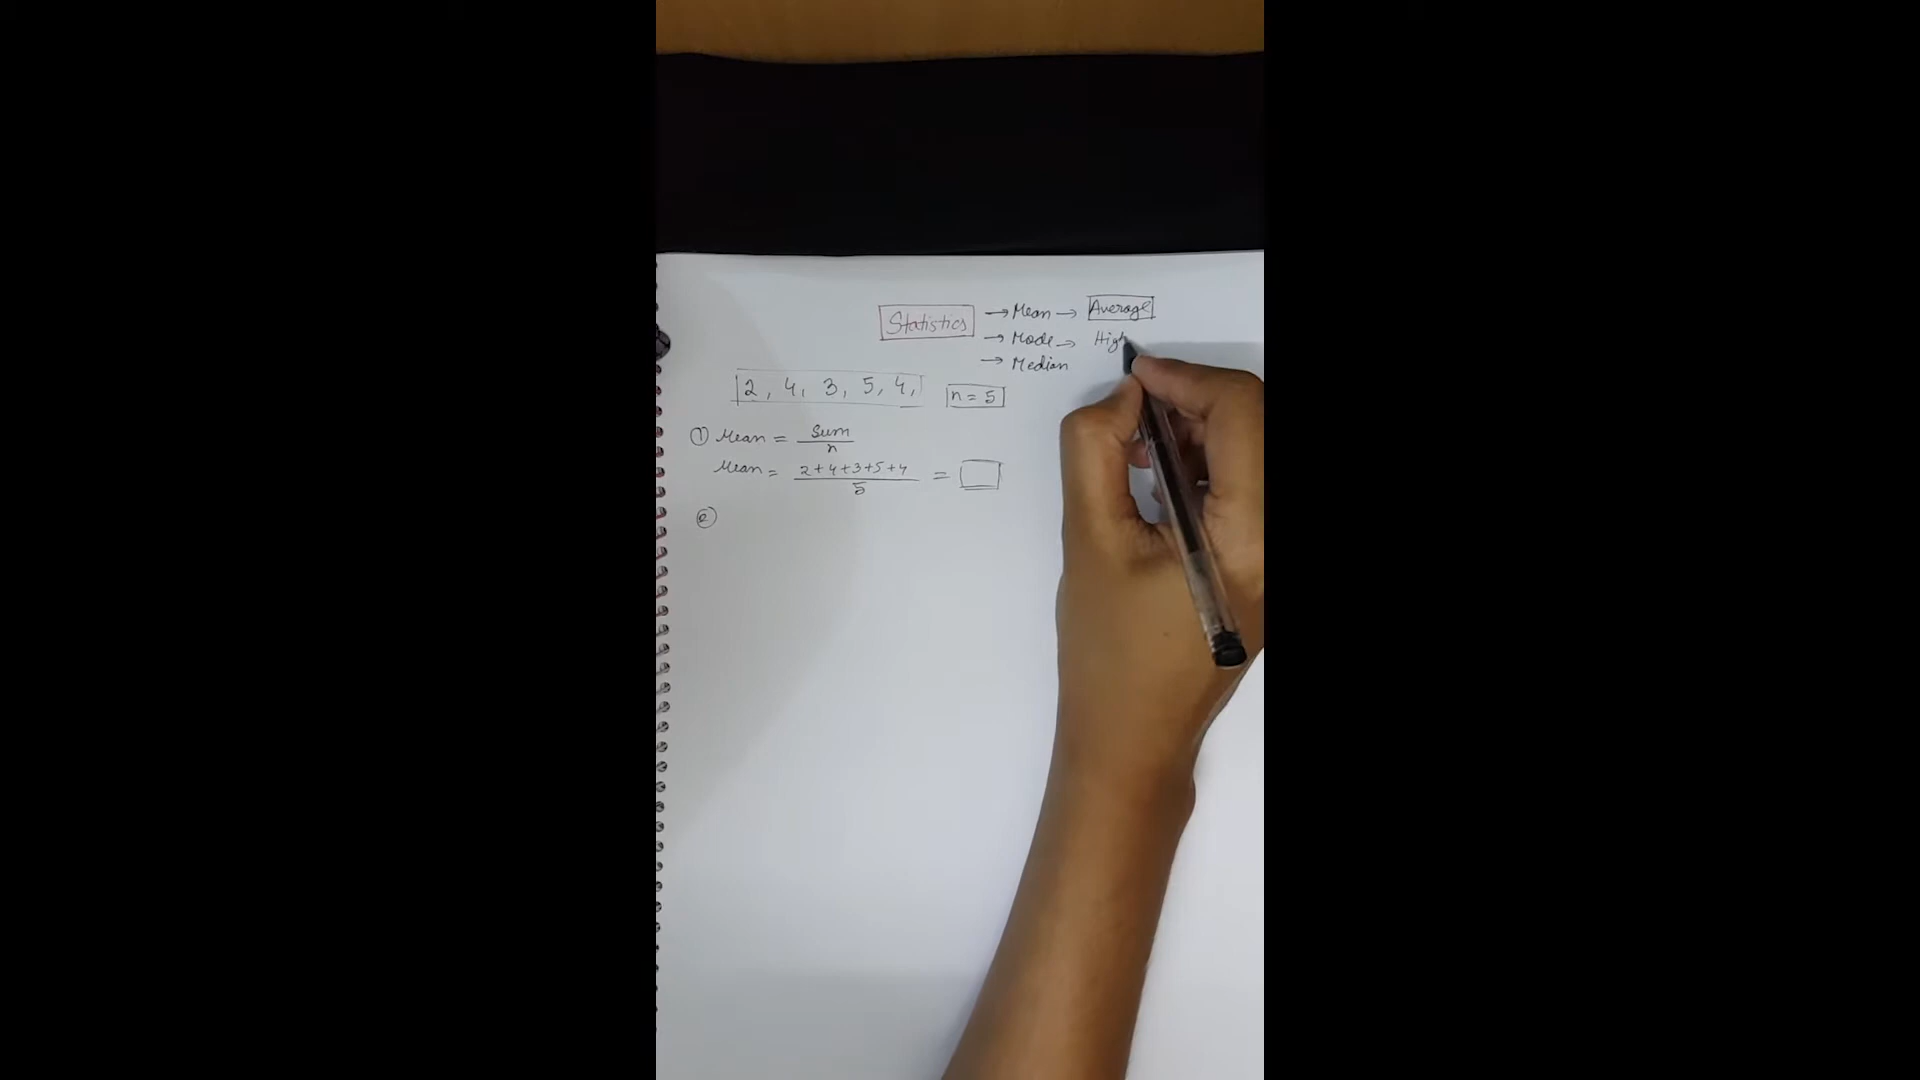 Statistics → Mean → Average
→ Mode → High
→ Median
2, 4, 3, 5, 4, n = 5
① Mean = Sum / n
Mean = 2+4+3+5+4 / 5 =
②